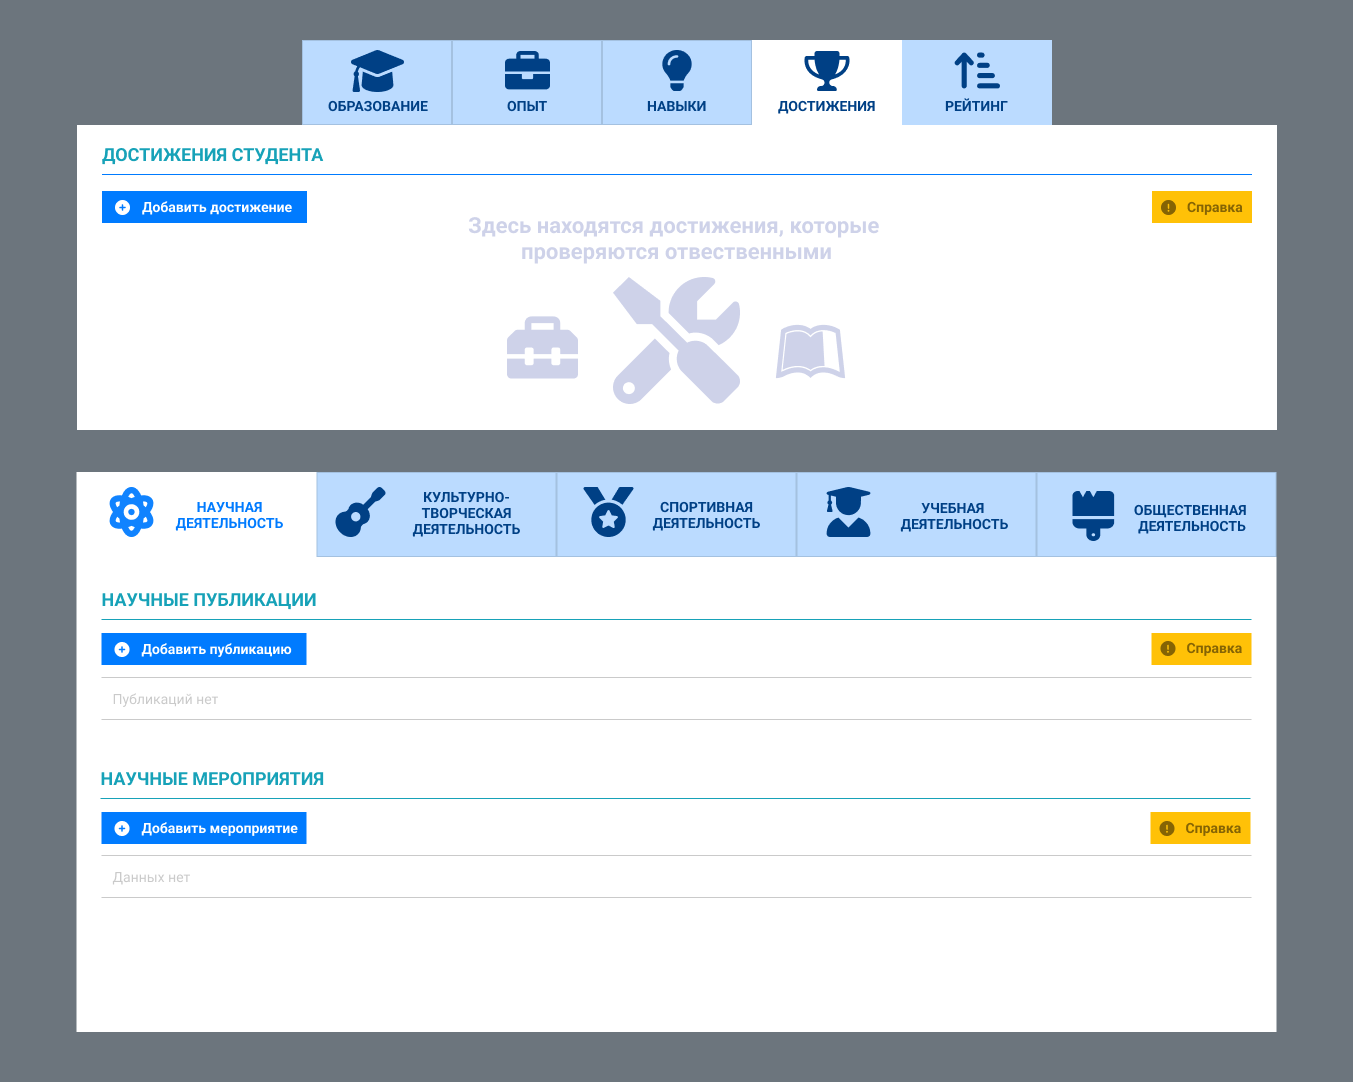 ОБРАЗОВАНИЕ
ОПЫТ
НАВЫКИ
ДОСТИЖЕНИЯ
РЕЙТИНГ
ДОСТИЖЕНИЯ СТУДЕНТА
Добавить достижение
Справка
Здесь находятся достижения, которые
проверяются отвественными
НАУЧНАЯ
ДЕЯТЕЛЬНОСТЬ
КУЛЬТУРНО-
ТВОРЧЕСКАЯ
ДЕЯТЕЛЬНОСТЬ
СПОРТИВНАЯ
ДЕЯТЕЛЬНОСТЬ
УЧЕБНАЯ
ДЕЯТЕЛЬНОСТЬ
ОБЩЕСТВЕННАЯ
ДЕЯТЕЛЬНОСТЬ
НАУЧНЫЕ ПУБЛИКАЦИИ
Добавить публикацию
Справка
Публикаций нет
НАУЧНЫЕ МЕРОПРИЯТИЯ
Добавить мероприятие
Справка
Данных нет